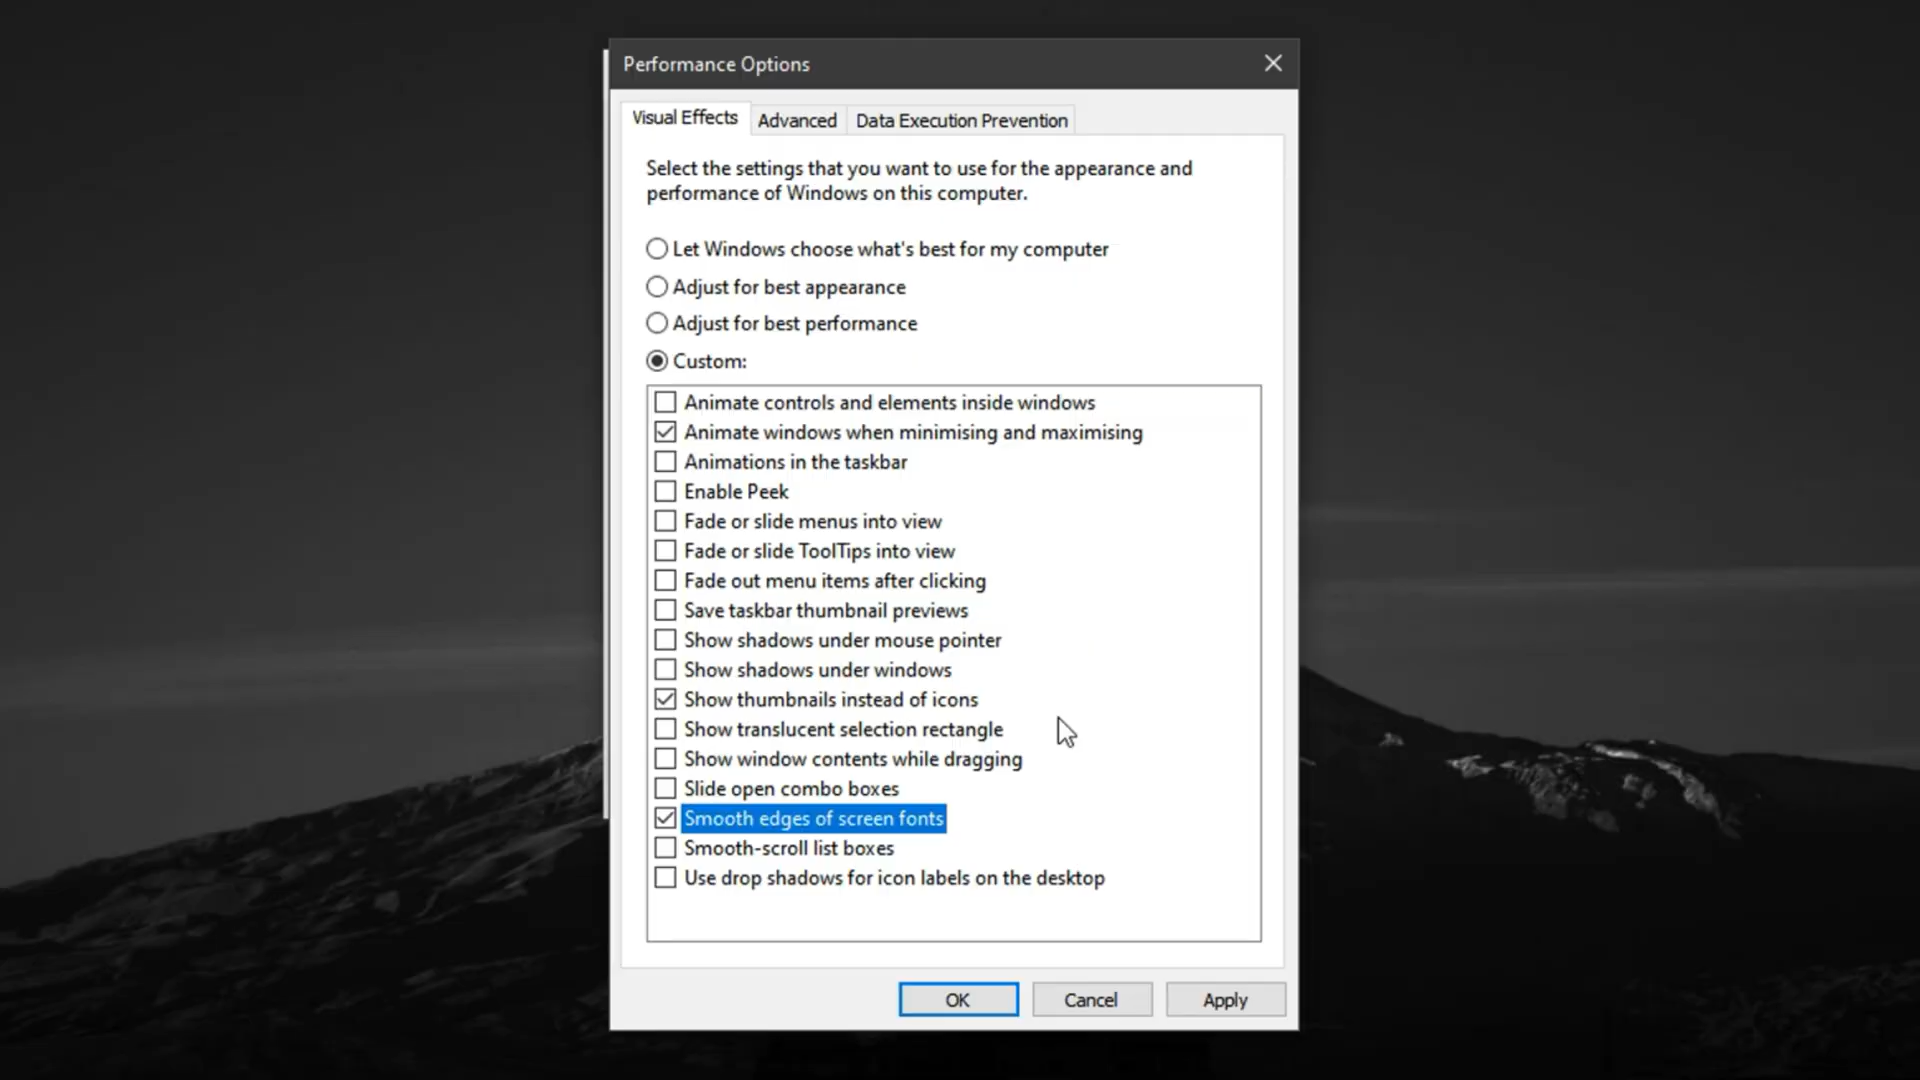 Performance Options
Visual Effects
Advanced
Data Execution Prevention
Select the settings that you want to use for the appearance and
performance of Windows on this computer.
Let Windows choose what's best for my computer
Adjust for best appearance
Adjust for best performance
Custom:
Animate controls and elements inside windows
Animate windows when minimising and maximising
Animations in the taskbar
Enable Peek
Fade or slide menus into view
Fade or slide ToolTips into view
Fade out menu items after clicking
Save taskbar thumbnail previews
Show shadows under mouse pointer
Show shadows under windows
Show thumbnails instead of icons
Show translucent selection rectangle
Show window contents while dragging
Slide open combo boxes
Smooth edges of screen fonts
Smooth-scroll list boxes
Use drop shadows for icon labels on the desktop
OK
Cancel
Apply